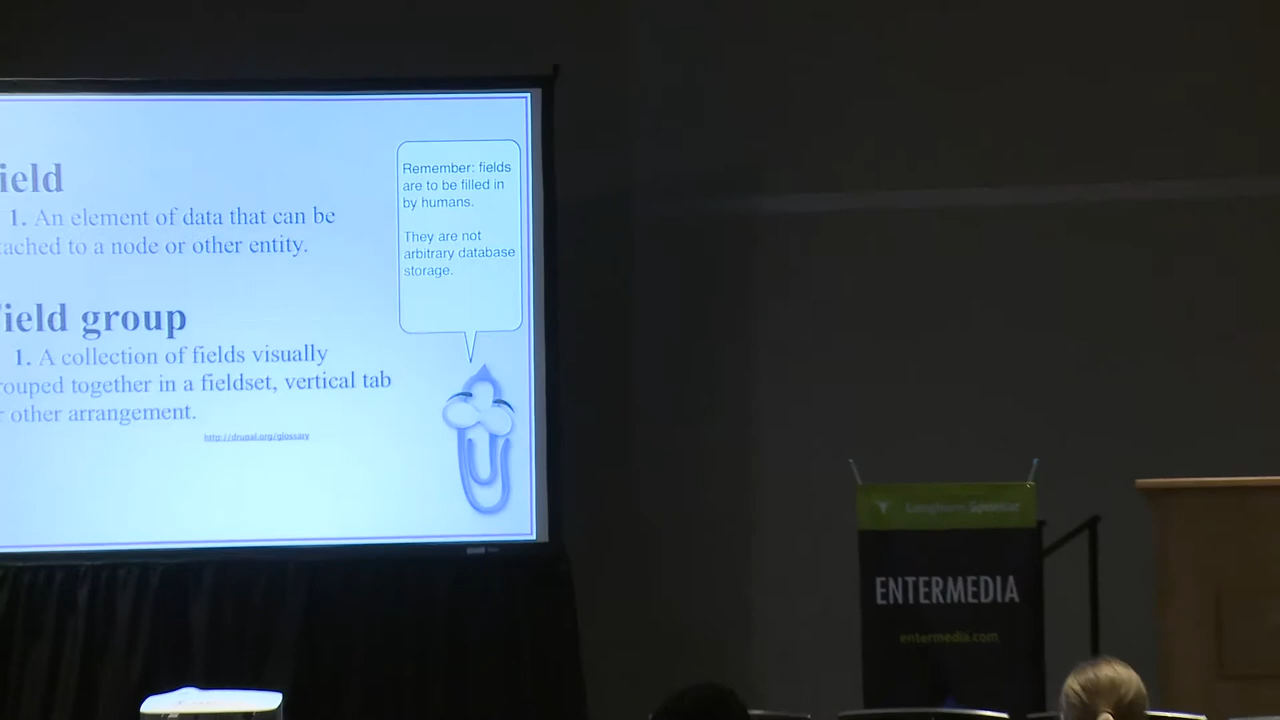 ield
1. An element of data that can be
tached to a node or other entity.
ield group
1. A collection of fields visually
rouped together in a fieldset, vertical tab
r other arrangement.
http://drupal.org/glossary
Remember: fields
are to be filled in
by humans.
They are not
arbitrary database
storage.
Longhorn Sponsor
ENTERMEDIA
entermedia.com